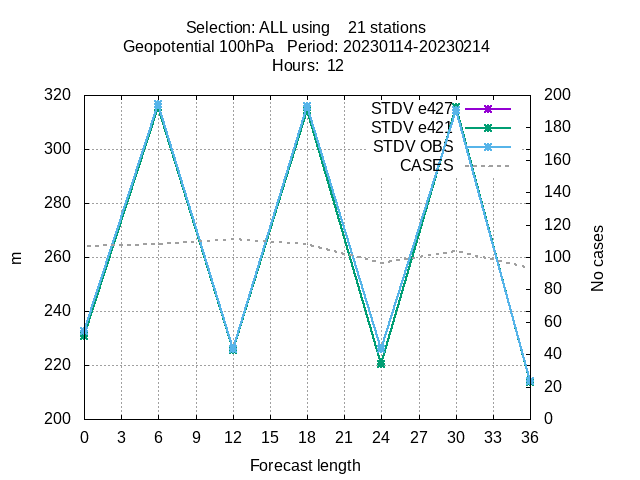 Selection: ALL using    21 stations
Geopotential 100hPa   Period: 20230114-20230214
Hours:  12
320 200
STDV e427
180
STDV e421
160
300
STDV OBS
CASES
140
280
120
260 100
m
No cases
80
240
60
220
40
20
200 0
0 3 6 9 12 15 18 21 24 27 30 33 36
Forecast length